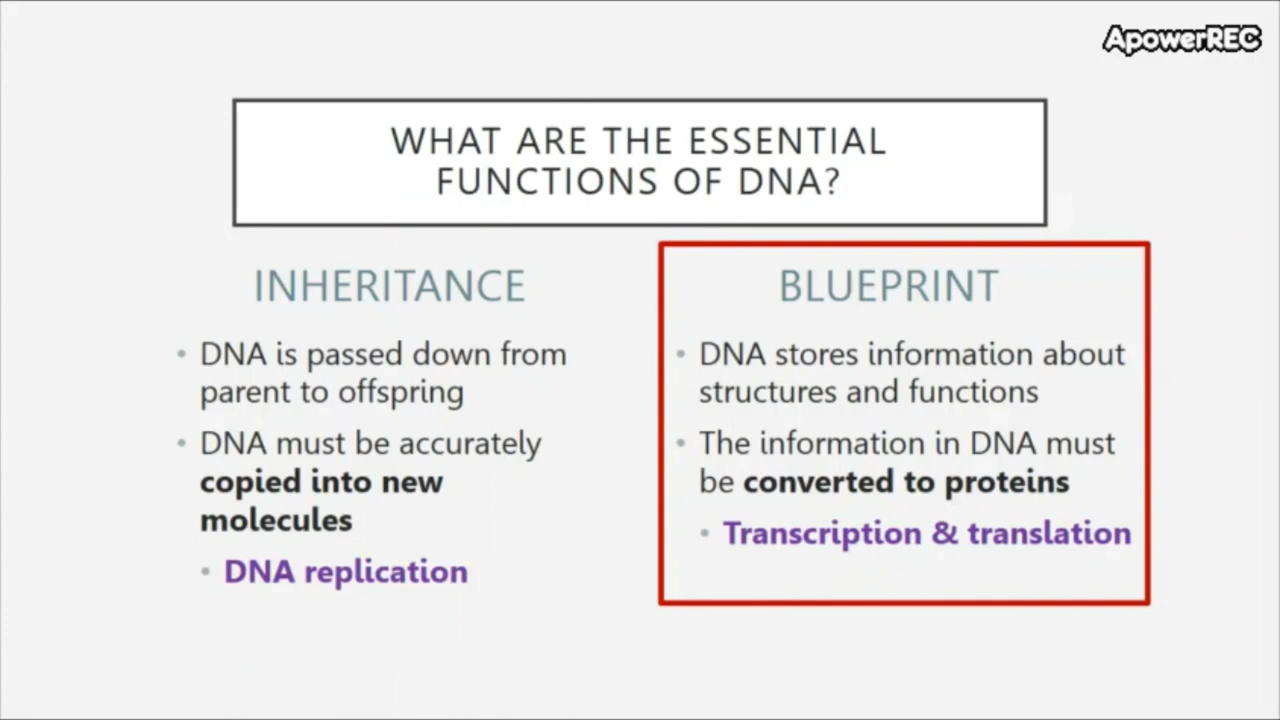 ApowerREC
WHAT ARE THE ESSENTIAL
FUNCTIONS OF DNA?
INHERITANCE
• DNA is passed down from
parent to offspring
• DNA must be accurately
copied into new
molecules
• DNA replication
BLUEPRINT
• DNA stores information about
structures and functions
• The information in DNA must
be converted to proteins
• Transcription & translation